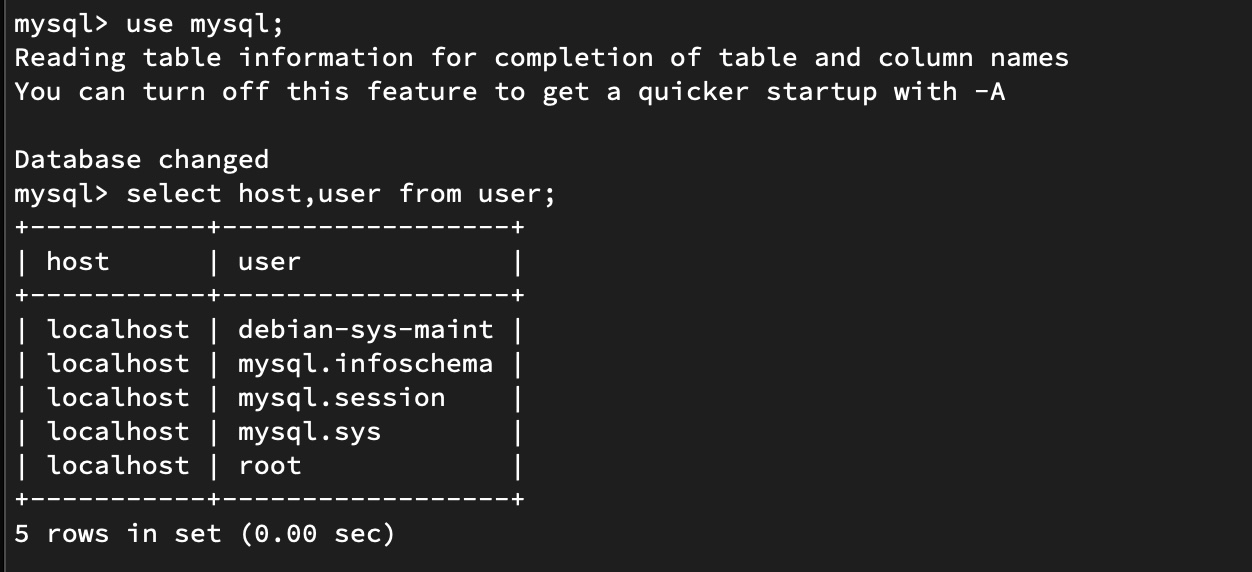 mysql> use mysql;
Reading table information for completion of table and column names
You can turn off this feature to get a quicker startup with -A

Database changed
mysql> select host,user from user;
+-----------+------------------+
| host      | user             |
+-----------+------------------+
| localhost | debian-sys-maint |
| localhost | mysql.infoschema |
| localhost | mysql.session    |
| localhost | mysql.sys        |
| localhost | root             |
+-----------+------------------+
5 rows in set (0.00 sec)